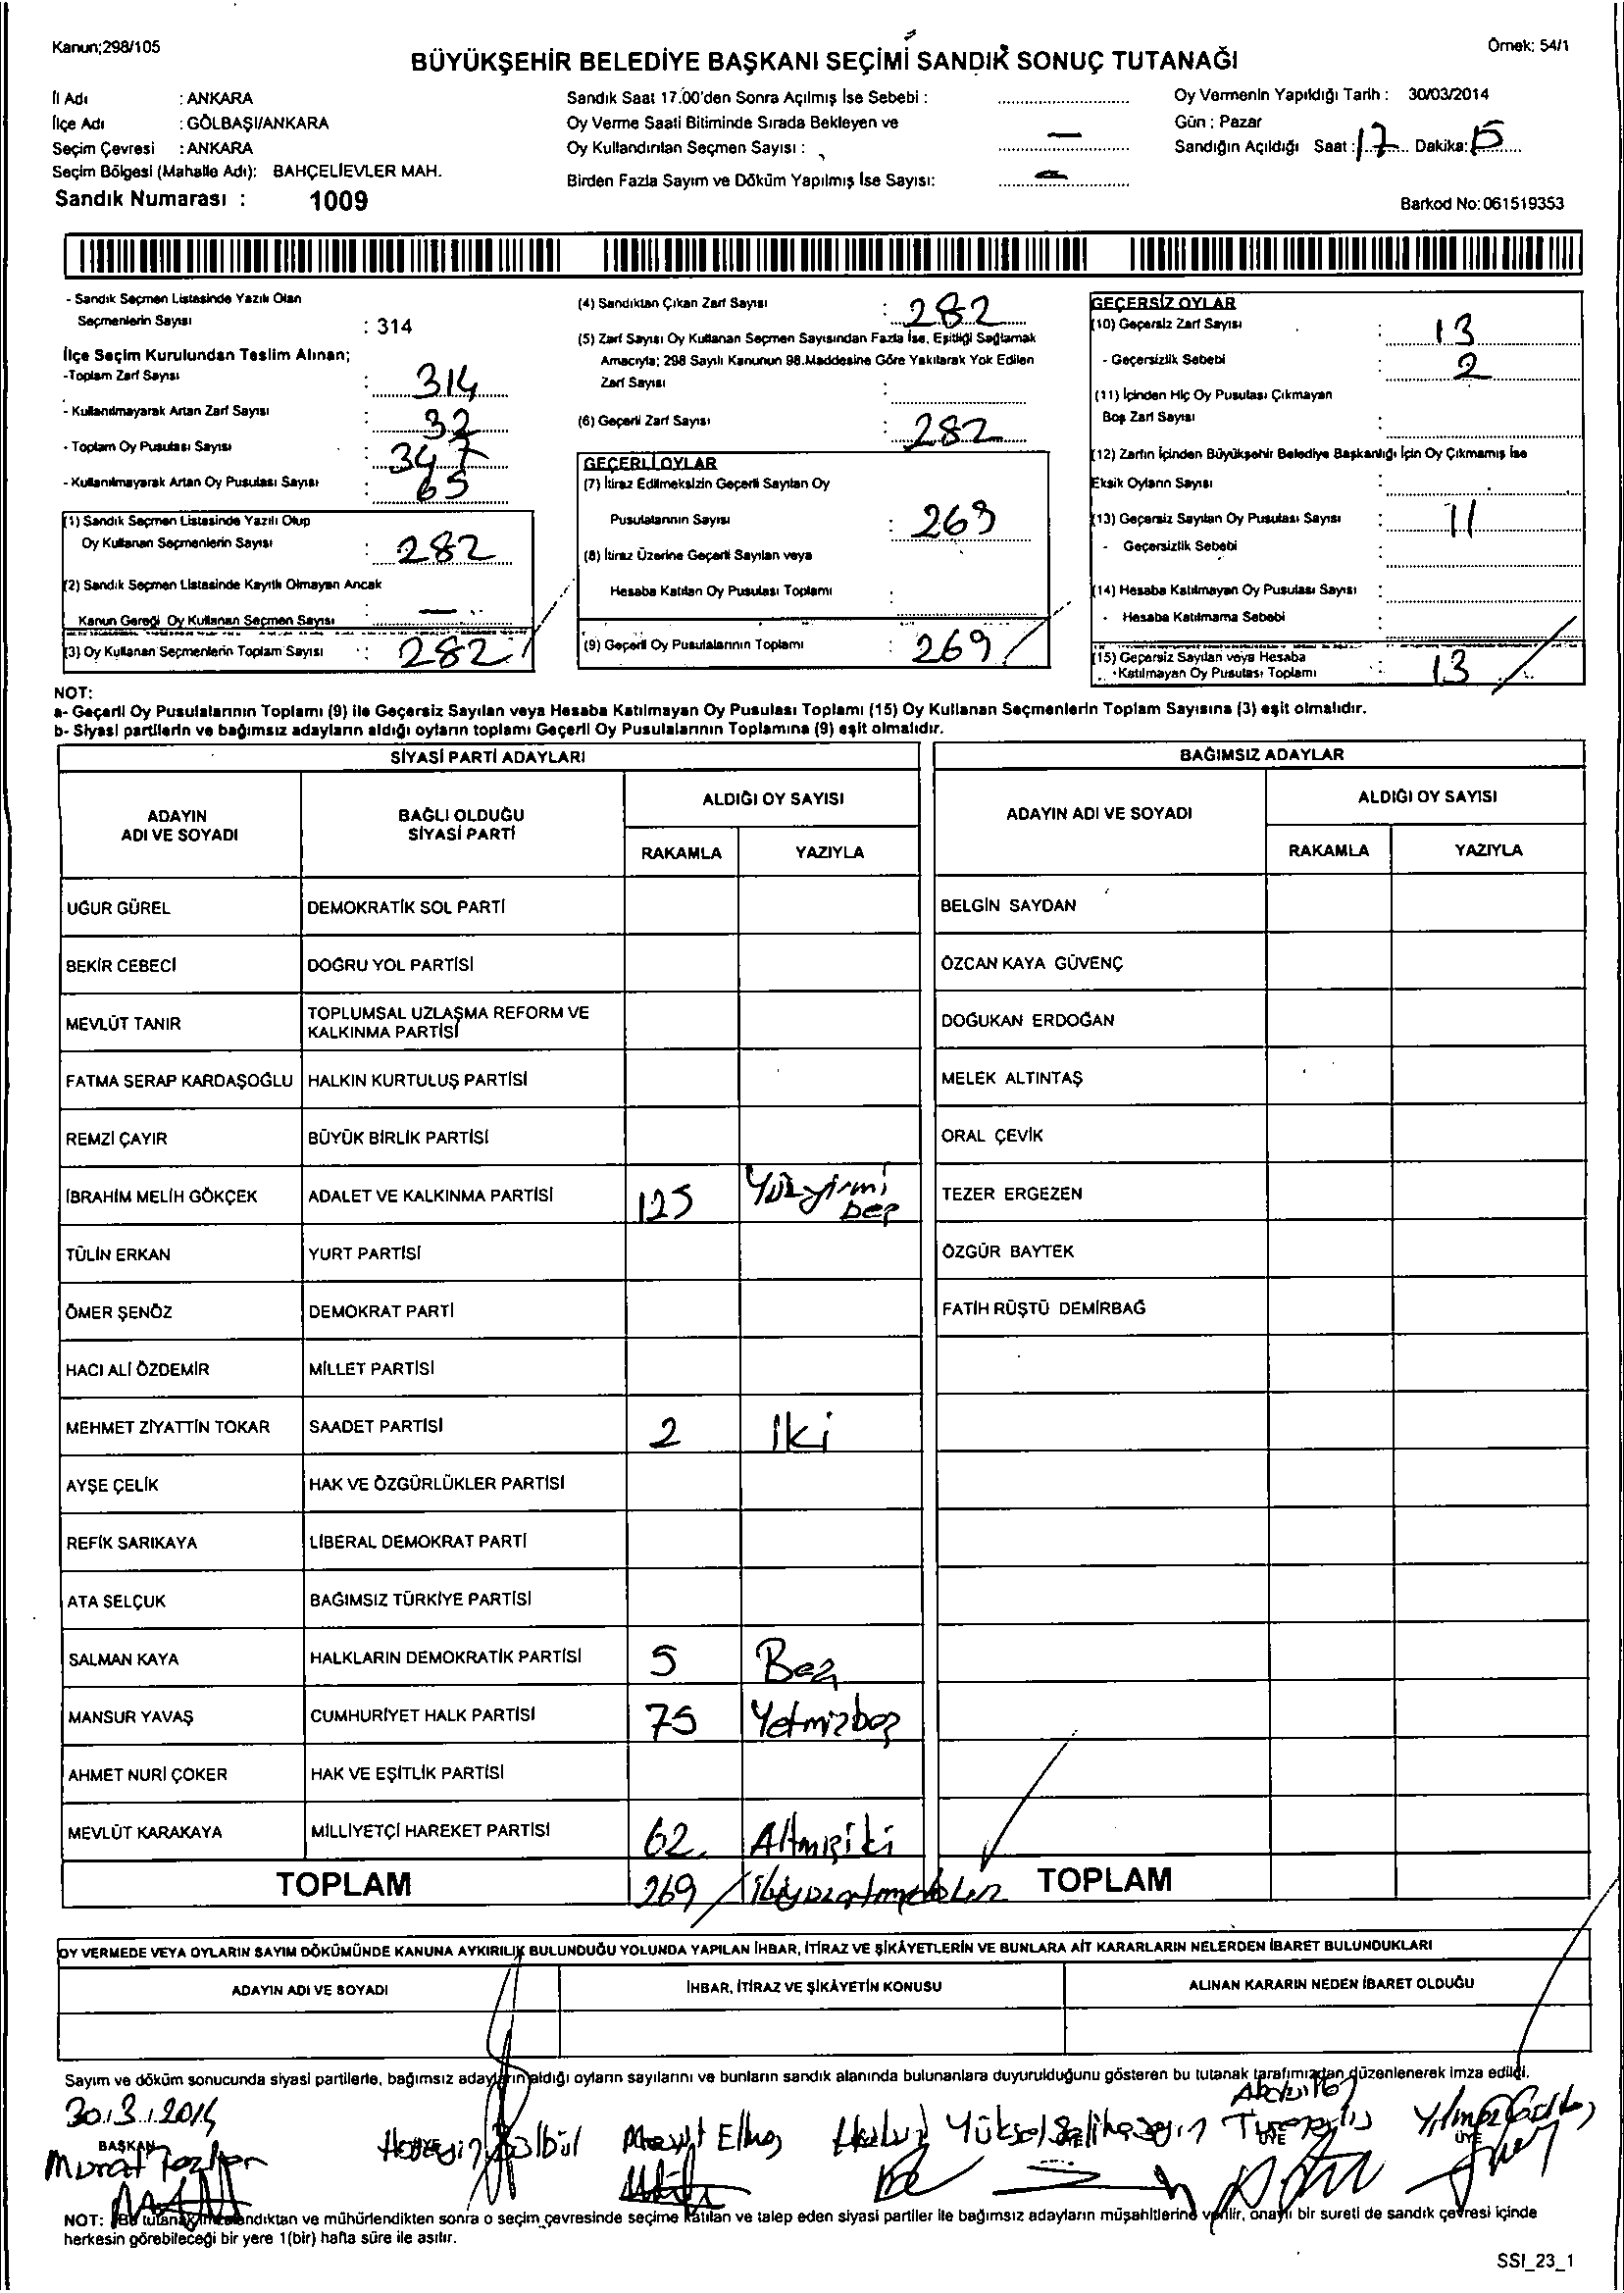 Kanun;298/105
Örnek: 54/1
BÜYÜKŞEHİR BELEDİYE BAŞKANI SEÇİMİ SANDIK SONUÇ TUTANAĞI
İl Adı : ANKARA
İlçe Adı : GÖLBAŞI/ANKARA
Seçim Çevresi : ANKARA
Seçim Bölgesi (Mahalle Adı): BAHÇELİEVLER MAH.
Sandık Numarası : 1009
Sandık Saat 17.00'den Sonra Açılmış İse Sebebi :
Oy Verme Saati Bitiminde Sırada Bekleyen ve
Oy Kullandırılan Seçmen Sayısı : —
Birden Fazla Sayım ve Döküm Yapılmış İse Sayısı: —
Oy Vermenin Yapıldığı Tarih : 30/03/2014
Gün : Pazar
Sandığın Açıldığı Saat : 17 Dakika: 15
Barkod No: 061519353
- Sandık Seçmen Listesinde Yazılı Olan
Seçmenlerin Sayısı : 314
İlçe Seçim Kurulundan Teslim Alınan;
-Toplam Zarf Sayısı : 314
- Kullanılmayarak Artan Zarf Sayısı : 32
- Toplam Oy Pusulası Sayısı : 347
- Kullanılmayarak Artan Oy Pusulası Sayısı : 65
(1) Sandık Seçmen Listesinde Yazılı Olup
Oy Kullanan Seçmenlerin Sayısı : 282
(2) Sandık Seçmen Listesinde Kayıtlı Olmayan Ancak
Kanun Gereği Oy Kullanan Seçmen Sayısı : —
(3) Oy Kullanan Seçmenlerin Toplam Sayısı : 282
(4) Sandıktan Çıkan Zarf Sayısı : 282
(5) Zarf Sayısı Oy Kullanan Seçmen Sayısından Fazla İse, Eşitliği Sağlamak
Amacıyla; 298 Sayılı Kanunun 98.Maddesine Göre Yakılarak Yok Edilen
Zarf Sayısı :
(6) Geçerli Zarf Sayısı : 282
GEÇERLİ OYLAR
(7) İtiraz Edilmeksizin Geçerli Sayılan Oy
Pusulalarının Sayısı : 269
(8) İtiraz Üzerine Geçerli Sayılan veya
Hesaba Katılan Oy Pusulası Toplamı :
(9) Geçerli Oy Pusulalarının Toplamı : 269
GEÇERSİZ OYLAR
(10) Geçersiz Zarf Sayısı : 13
- Geçersizlik Sebebi : 2
(11) İçinden Hiç Oy Pusulası Çıkmayan
Boş Zarf Sayısı :
(12) Zarfın İçinden Büyükşehir Belediye Başkanlığı İçin Oy Çıkmamış İse
Eksik Oyların Sayısı :
(13) Geçersiz Sayılan Oy Pusulası Sayısı : 11
- Geçersizlik Sebebi
(14) Hesaba Katılmayan Oy Pusulası Sayısı :
- Hesaba Katılmama Sebebi
(15) Geçersiz Sayılan veya Hesaba
Katılmayan Oy Pusulası Toplamı : 13
NOT:
a- Geçerli Oy Pusulalarının Toplamı (9) ile Geçersiz Sayılan veya Hesaba Katılmayan Oy Pusulası Toplamı (15) Oy Kullanan Seçmenlerin Toplam Sayısına (3) eşit olmalıdır.
b- Siyasi partilerin ve bağımsız adayların aldığı oyların toplamı Geçerli Oy Pusulalarının Toplamına (9) eşit olmalıdır.
SİYASİ PARTİ ADAYLARI BAĞIMSIZ ADAYLAR
ADAYIN ADI VE SOYADI BAĞLI OLDUĞU SİYASİ PARTİ ALDIĞI OY SAYISI ADAYIN ADI VE SOYADI ALDIĞI OY SAYISI
RAKAMLA YAZIYLA RAKAMLA YAZIYLA
UĞUR GÜREL DEMOKRATİK SOL PARTİ BELGİN SAYDAN
BEKİR CEBECİ DOĞRU YOL PARTİSİ ÖZCAN KAYA GÜVENÇ
MEVLÜT TANIR TOPLUMSAL UZLAŞMA REFORM VE KALKINMA PARTİSİ DOĞUKAN ERDOĞAN
FATMA SERAP KARDAŞOĞLU HALKIN KURTULUŞ PARTİSİ MELEK ALTINTAŞ
REMZİ ÇAYIR BÜYÜK BİRLİK PARTİSİ ORAL ÇEVİK
İBRAHİM MELİH GÖKÇEK ADALET VE KALKINMA PARTİSİ 125 Yüzyirmi beş TEZER ERGEZEN
TÜLİN ERKAN YURT PARTİSİ ÖZGÜR BAYTEK
ÖMER ŞENÖZ DEMOKRAT PARTİ FATİH RÜŞTÜ DEMİRBAĞ
HACI ALİ ÖZDEMİR MİLLET PARTİSİ
MEHMET ZİYATTİN TOKAR SAADET PARTİSİ 2 Iki
AYŞE ÇELİK HAK VE ÖZGÜRLÜKLER PARTİSİ
REFİK SARIKAYA LİBERAL DEMOKRAT PARTİ
ATA SELÇUK BAĞIMSIZ TÜRKİYE PARTİSİ
SALMAN KAYA HALKLARIN DEMOKRATİK PARTİSİ 5 Beş
MANSUR YAVAŞ CUMHURİYET HALK PARTİSİ 75 Yetmişbeş
AHMET NURİ ÇOKER HAK VE EŞİTLİK PARTİSİ
MEVLÜT KARAKAYA MİLLİYETÇİ HAREKET PARTİSİ 62 Altmışiki
TOPLAM 269 TOPLAM
OY VERMEDE VEYA OYLARIN SAYIM DÖKÜMÜNDE KANUNA AYKIRILIK BULUNDUĞU YOLUNDA YAPILAN İHBAR, İTİRAZ VE ŞİKÂYETLERİN VE BUNLARA AİT KARARLARIN NELERDEN İBARET BULUNDUKLARI
ADAYIN ADI VE SOYADI İHBAR, İTİRAZ VE ŞİKÂYETİN KONUSU ALINAN KARARIN NEDEN İBARET OLDUĞU
Sayım ve döküm sonucunda siyasi partilerle, bağımsız adayların aldığı oyların sayılarını ve bunların sandık alanında bulunanlara duyurulduğunu gösteren bu tutanak tarafımızdan düzenlenerek imza edildi.
30.3.2014
BAŞKAN ÜYE ÜYE
Murat
NOT: Bu tutanak imzalandıktan ve mühürlendikten sonra o seçim çevresinde seçime katılan ve talep eden siyasi partiler ile bağımsız adayların müşahitlerine verilir, onaylı bir sureti de sandık çevresi içinde
herkesin görebileceği bir yere 1(bir) hafta süre ile asılır.
SSI_23_1